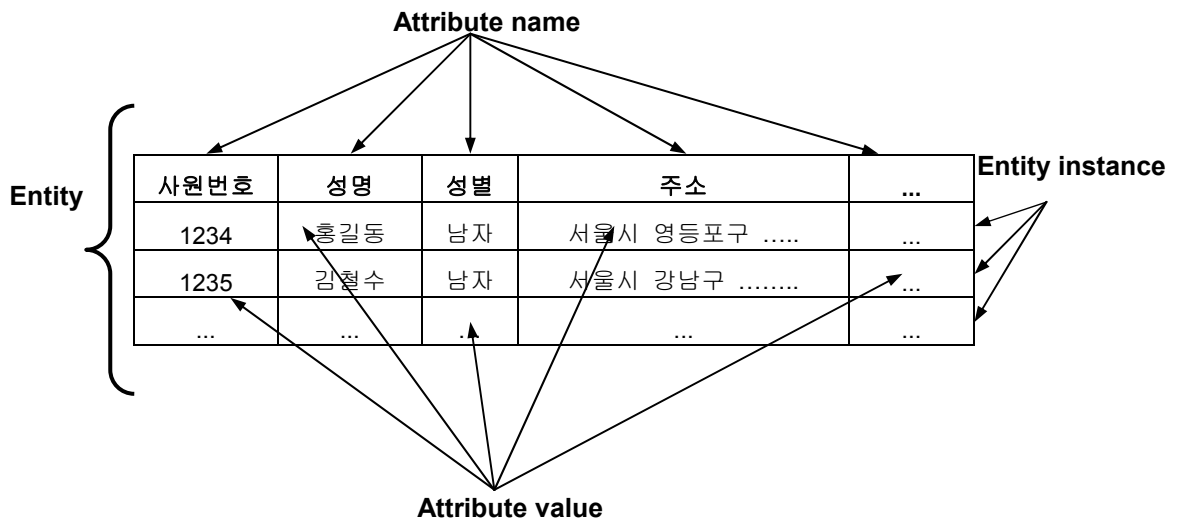 Attribute name
Entity instance
Entity
사원번호 성명 성별 주소 ...
1234 홍길동 남자 서울시 영등포구 .....
...
1235 김철수 남자 서울시 강남구 ........
...
... ... ... ... ...
Attribute value